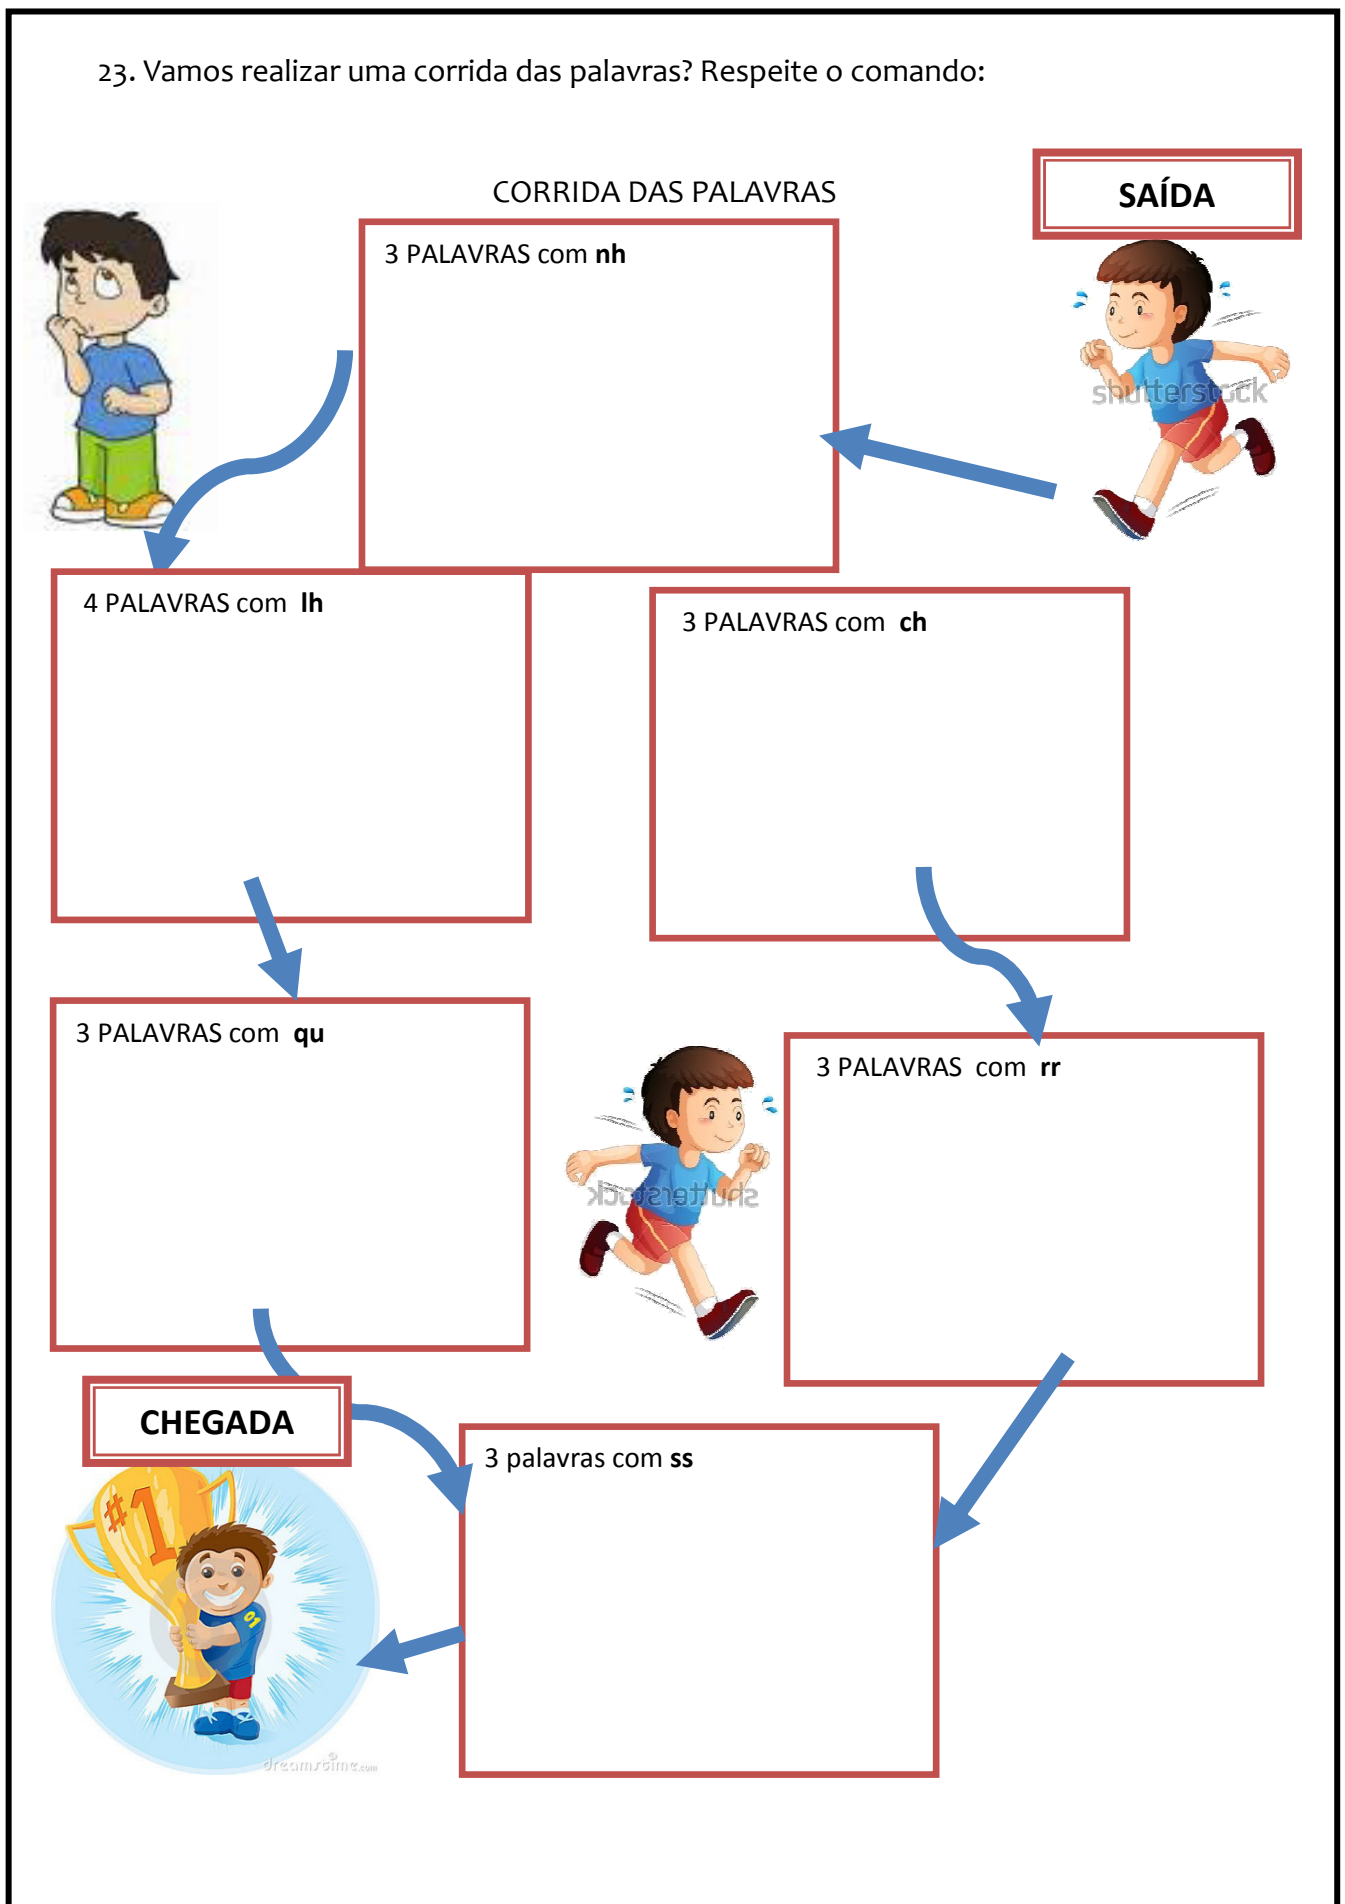 23. Vamos realizar uma corrida das palavras? Respeite o comando:
SAÍDA
CORRIDA DAS PALAVRAS
3 PALAVRAS com nh
shutterstock
4 PALAVRAS com lh
3 PALAVRAS com ch
3 PALAVRAS com qu
3 PALAVRAS com rr
shutterstock
CHEGADA
3 palavras com ss
#1
01
dreamstime.com